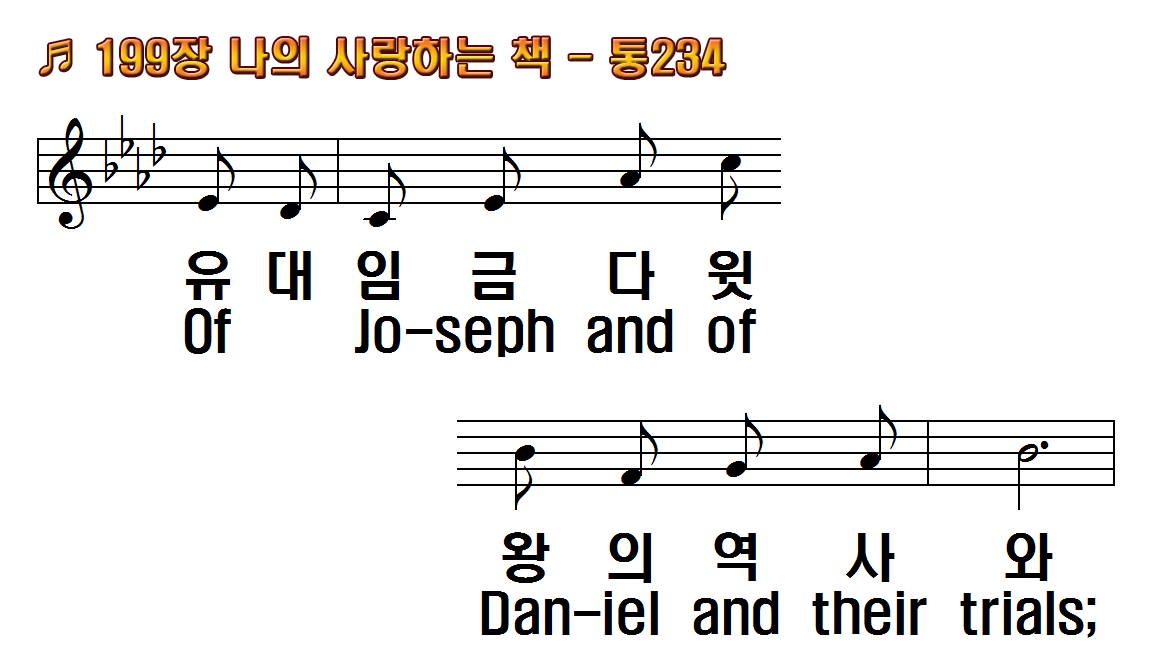 199장 나의 사랑하는 책 - 통234
유 대 임 금 다 윗
Of Jo-seph and of
왕 의 역 사 와
Dan-iel and their trials;